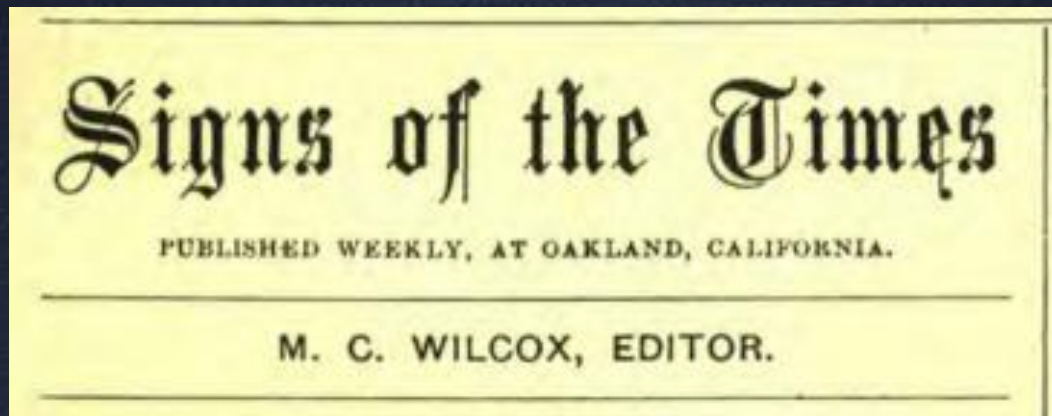 Signs of the Times
PUBLISHED WEEKLY, AT OAKLAND, CALIFORNIA.
M. C. WILCOX, EDITOR.